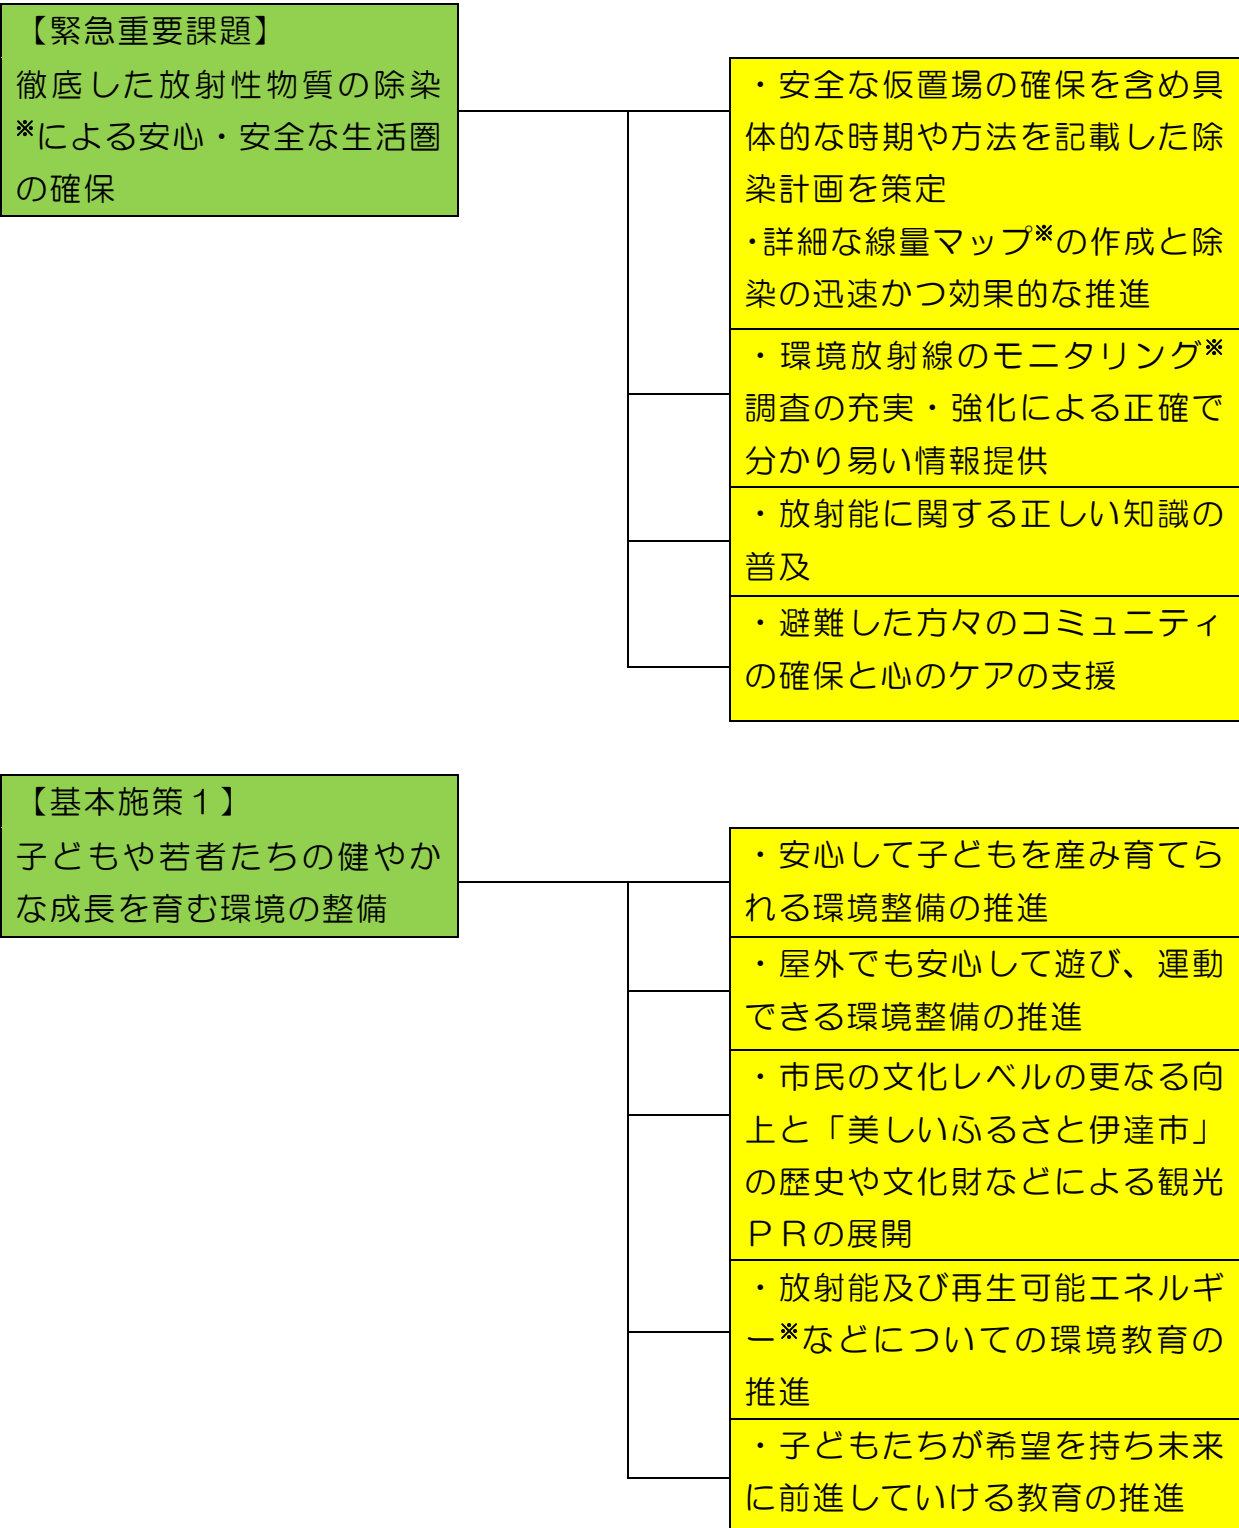 【緊急重要課題】
徹底した放射性物質の除染
※による安心・安全な生活圏
の確保
・安全な仮置場の確保を含め具
体的な時期や方法を記載した除
染計画を策定
・詳細な線量マップ※の作成と除
染の迅速かつ効果的な推進
・環境放射線のモニタリング※
調査の充実・強化による正確で
分かり易い情報提供
・放射能に関する正しい知識の
普及
・避難した方々のコミュニティ
の確保と心のケアの支援
【基本施策１】
子どもや若者たちの健やか
な成長を育む環境の整備
・安心して子どもを産み育てら
れる環境整備の推進
・屋外でも安心して遊び、運動
できる環境整備の推進
・市民の文化レベルの更なる向
上と「美しいふるさと伊達市」
の歴史や文化財などによる観光
ＰＲの展開
・放射能及び再生可能エネルギ
ー※などについての環境教育の
推進
・子どもたちが希望を持ち未来
に前進していける教育の推進